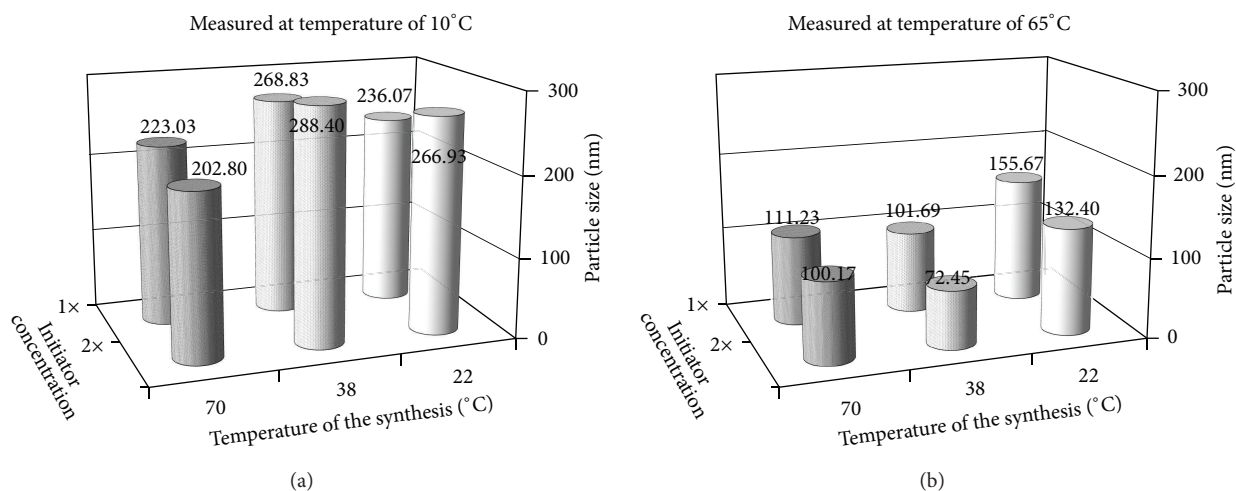 Measured at temperature of 10°C
300
200
100
0
Particle size (nm)
268.83
223.03
236.07
288.40
202.80
266.93
1×
2×
Initiator
concentration
70
38
22
Temperature of the synthesis (°C)
(a)
Measured at temperature of 65°C
300
200
100
0
Particle size (nm)
155.67
111.23
101.69
132.40
100.17
72.45
1×
2×
Initiator
concentration
70
38
22
Temperature of the synthesis (°C)
(b)